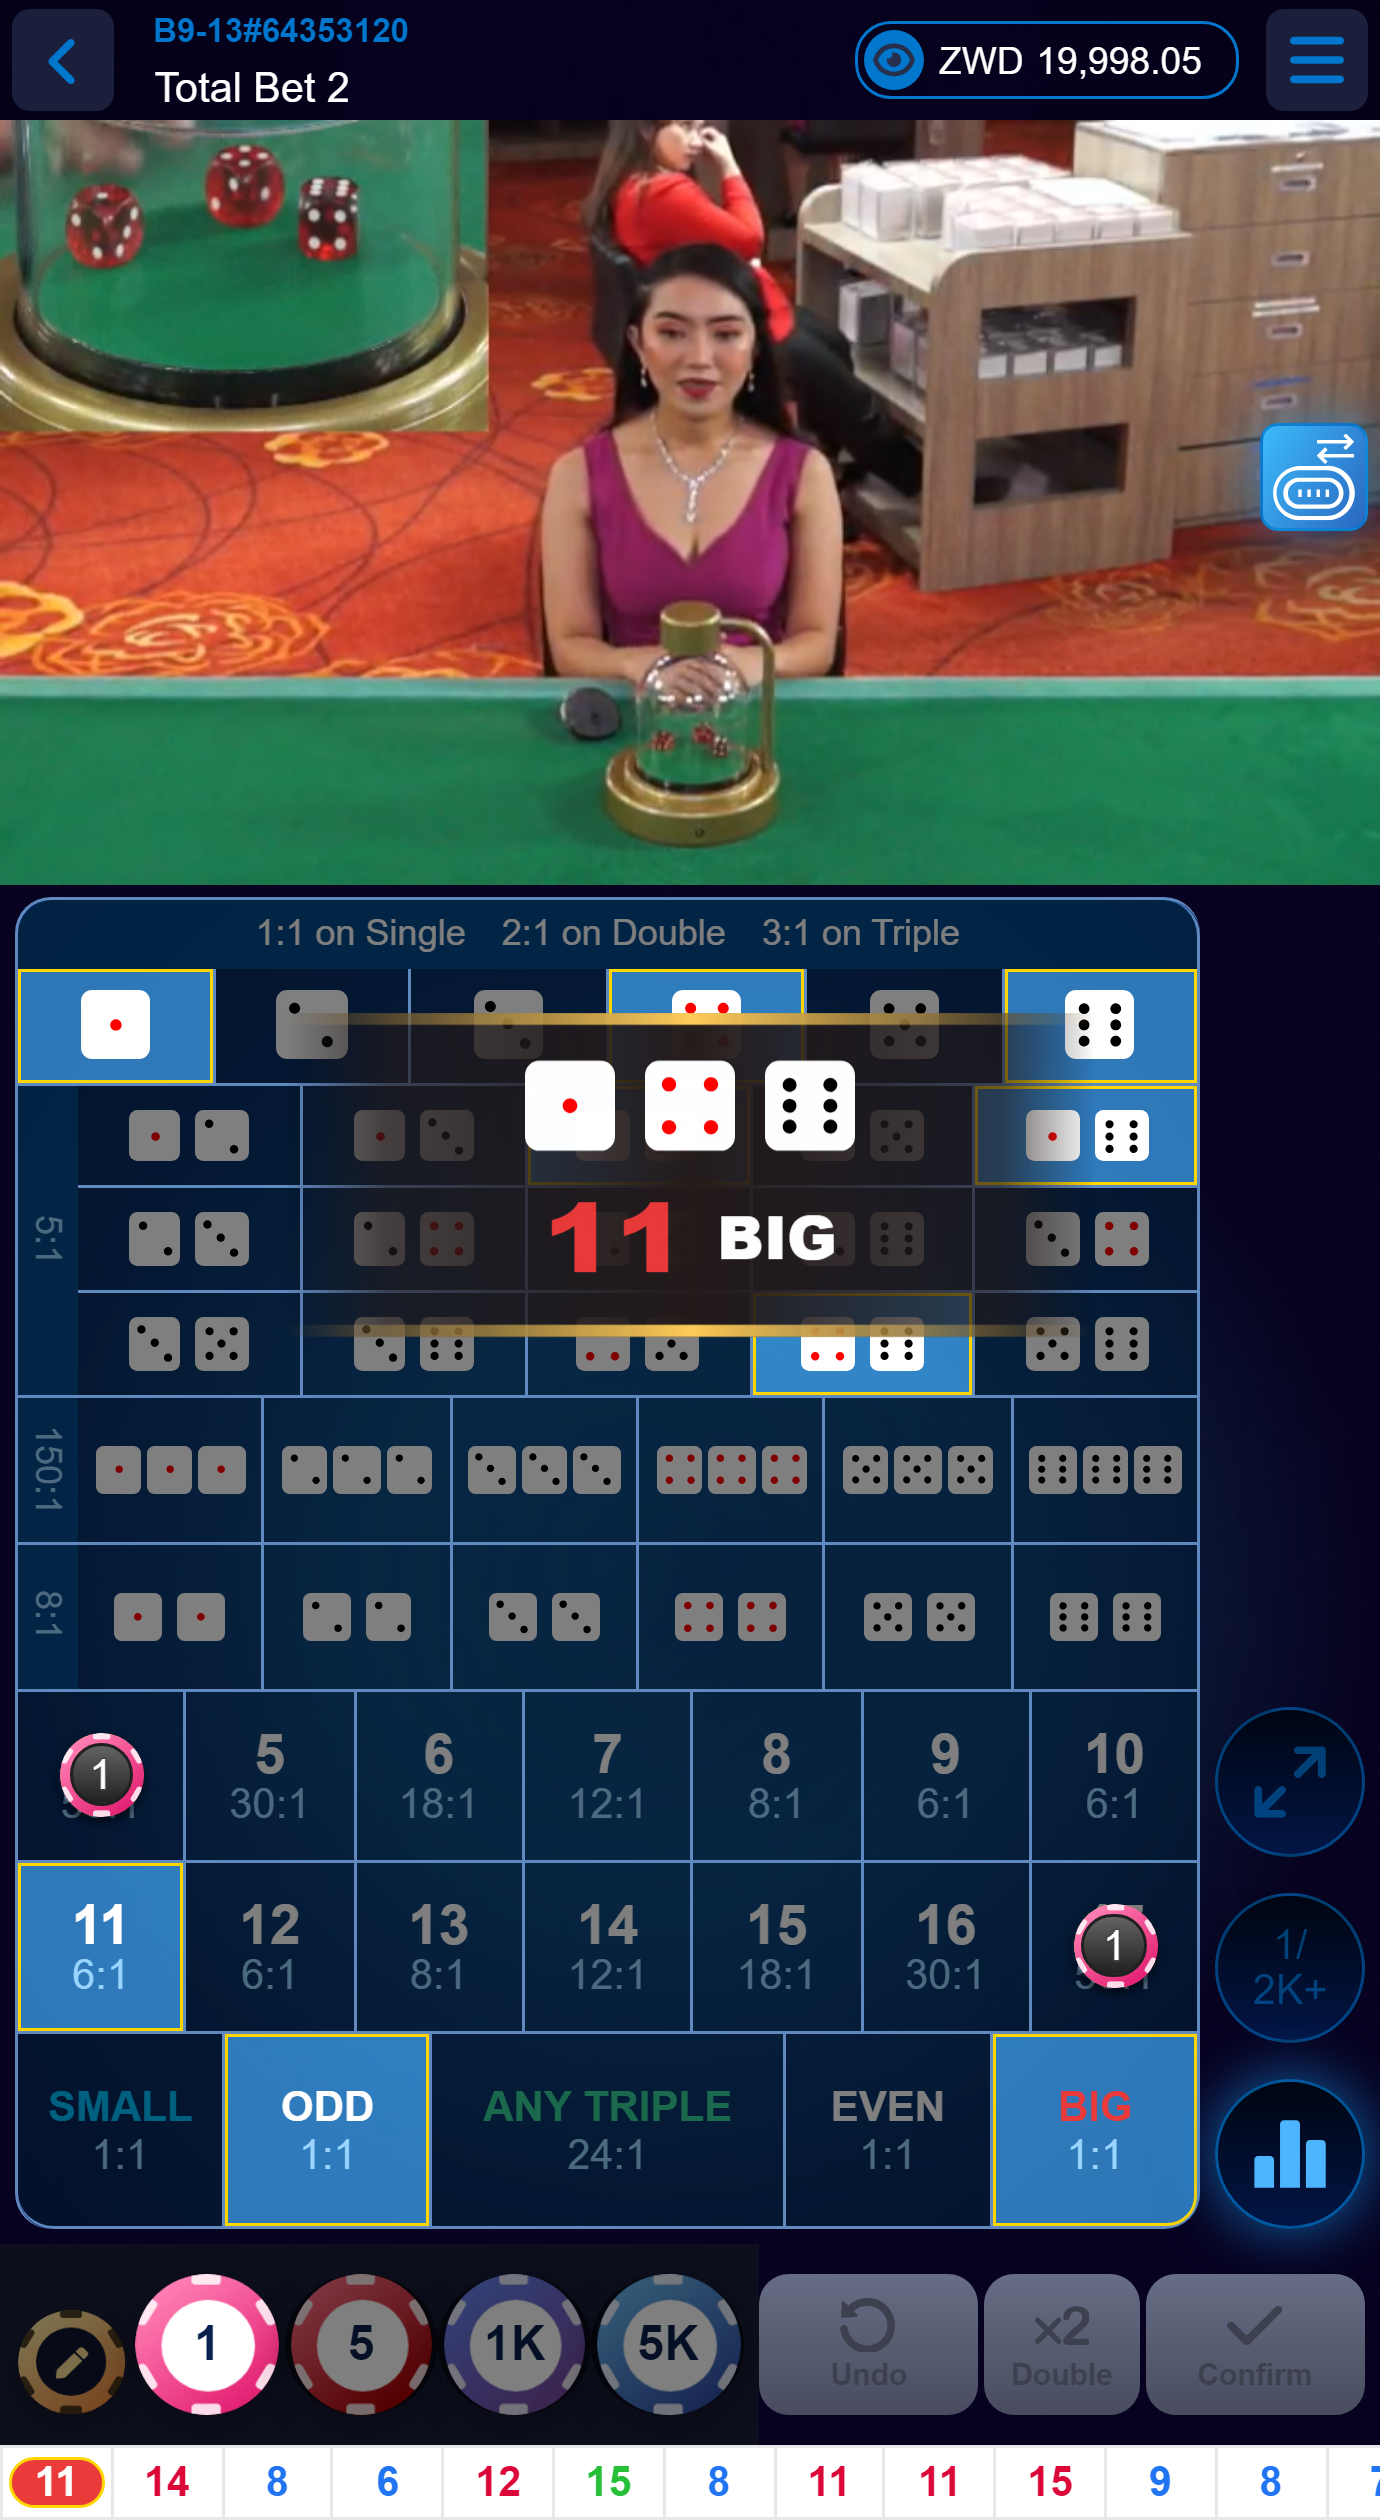 B9-13#64353120
Total Bet 2
ZWD 19,998.05
1:1 on Single 2:1 on Double 3:1 on Triple
11 BIG
5:1
150:1
8:1
1
5 6 7 8 9 10
30:1 18:1 12:1 8:1 6:1 6:1
11 12 13 14 15 16 1
6:1 6:1 8:1 12:1 18:1 30:1
1/
2K+
SMALL ODD ANY TRIPLE EVEN BIG
1:1 1:1 24:1 1:1 1:1
1 5 1K 5K
Undo x2 Double Confirm
11 14 8 6 12 15 8 11 11 15 9 8